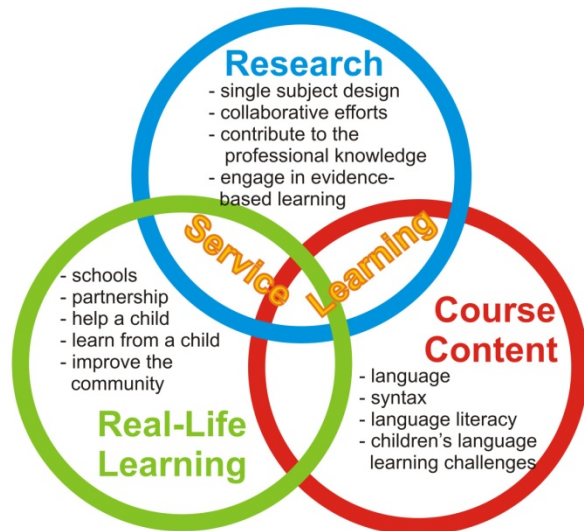 Research
- single subject design
- collaborative efforts
- contribute to the
professional knowledge
- engage in evidence-
based learning
Service
Learning
- schools
- partnership
- help a child
- learn from a child
- improve the
community
Real-Life
Learning
Course
Content
- language
- syntax
- language literacy
- children's language
learning challenges